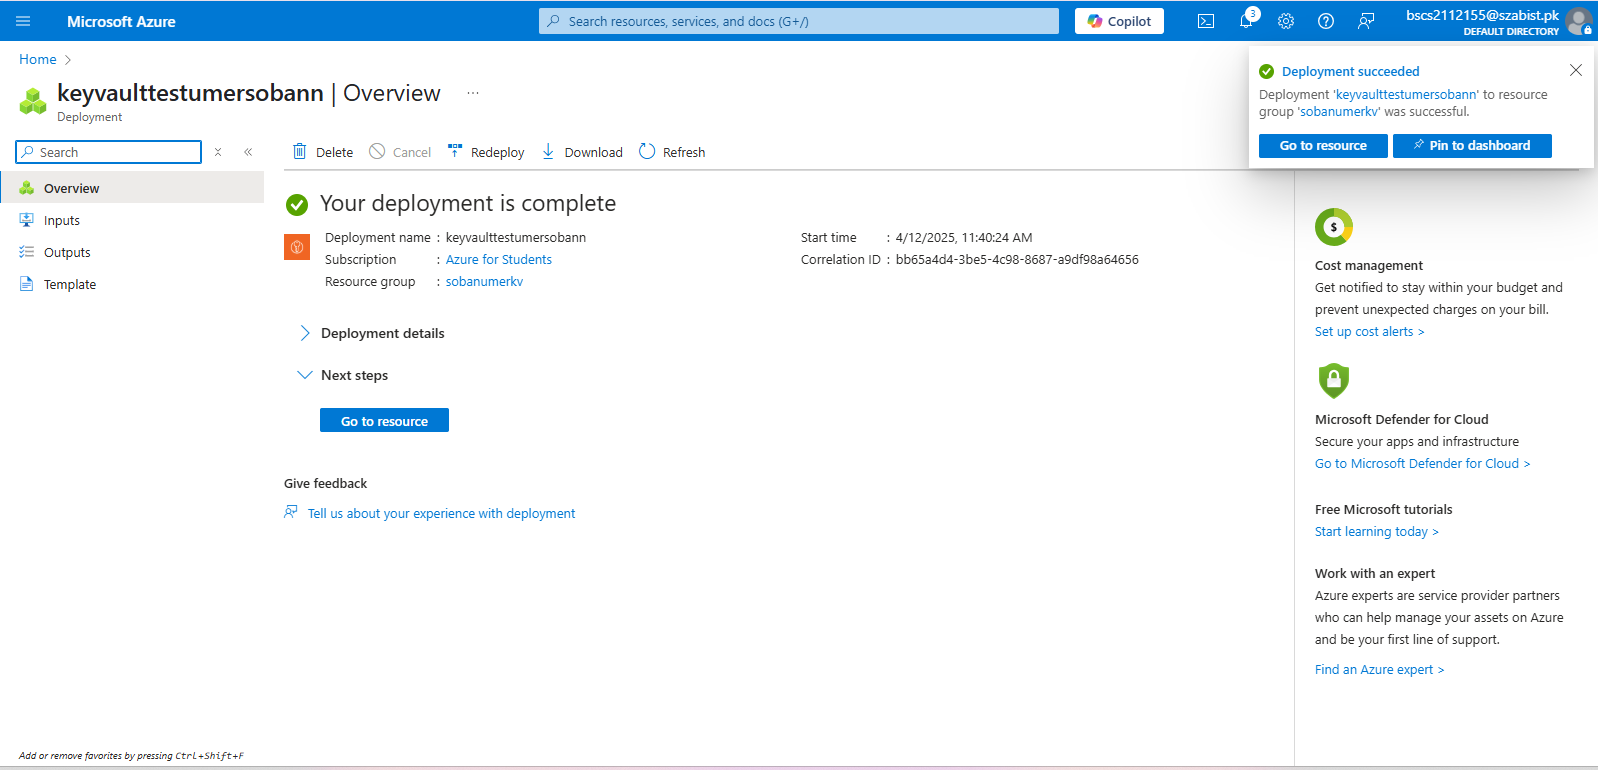 Microsoft Azure
Search resources, services, and docs (G+/)
Copilot
3
bscs2112155@szabist.pk
DEFAULT DIRECTORY
Home
keyvaulttestumersobann | Overview ...
Deployment
Deployment succeeded
Deployment 'keyvaulttestumersobann' to resource
group 'sobanumerkv' was successful.
Go to resource
Pin to dashboard
Search
Overview
Inputs
Outputs
Template
Delete
Cancel
Redeploy
Download
Refresh
Your deployment is complete
Deployment name : keyvaulttestumersobann
Subscription : Azure for Students
Resource group : sobanumerkv
Start time : 4/12/2025, 11:40:24 AM
Correlation ID : bb65a4d4-3be5-4c98-8687-a9df98a64656
Deployment details
Next steps
Go to resource
Give feedback
Tell us about your experience with deployment
$
Cost management
Get notified to stay within your budget and
prevent unexpected charges on your bill.
Set up cost alerts >
Microsoft Defender for Cloud
Secure your apps and infrastructure
Go to Microsoft Defender for Cloud >
Free Microsoft tutorials
Start learning today >
Work with an expert
Azure experts are service provider partners
who can help manage your assets on Azure
and be your first line of support.
Find an Azure expert >
Add or remove favorites by pressing Ctrl+Shift+F